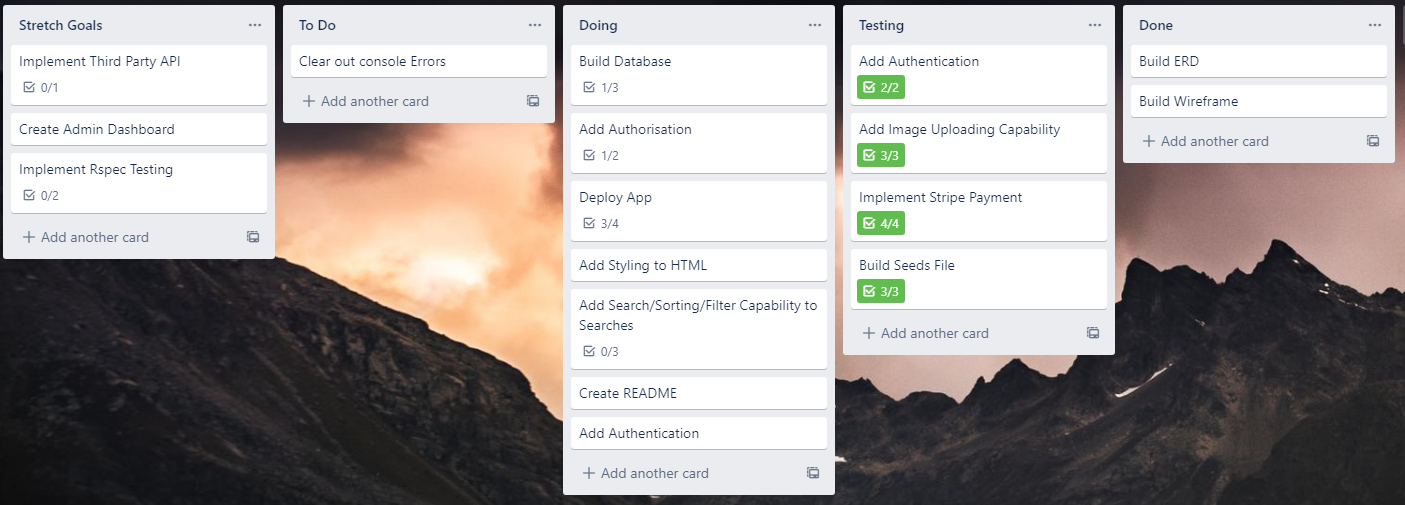 Stretch Goals
Implement Third Party API
0/1
Create Admin Dashboard
Implement Rspec Testing
0/2
Add another card
To Do
Clear out console Errors
Add another card
Doing
Build Database
1/3
Add Authorisation
1/2
Deploy App
3/4
Add Styling to HTML
Add Search/Sorting/Filter Capability to
Searches
0/3
Create README
Add Authentication
Add another card
Testing
Add Authentication
2/2
Add Image Uploading Capability
3/3
Implement Stripe Payment
4/4
Build Seeds File
3/3
Add another card
Done
Build ERD
Build Wireframe
Add another card